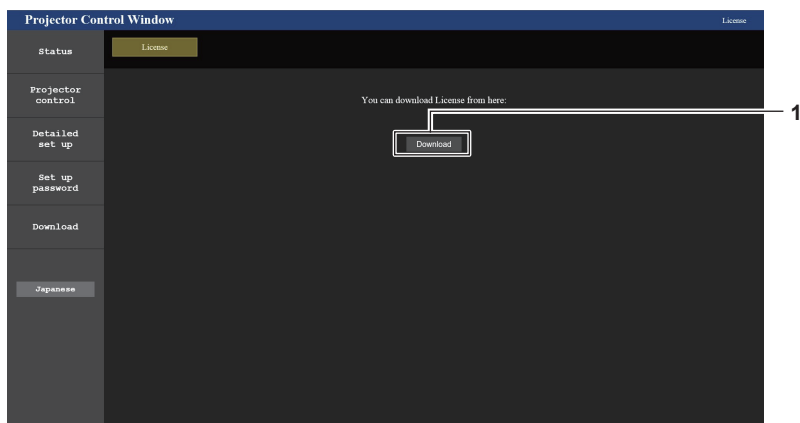 Projector Control Window
License
Status
License
Projector
control
You can download License from here:
1
Detailed
set up
Download
Set up
password
Download
Japanese